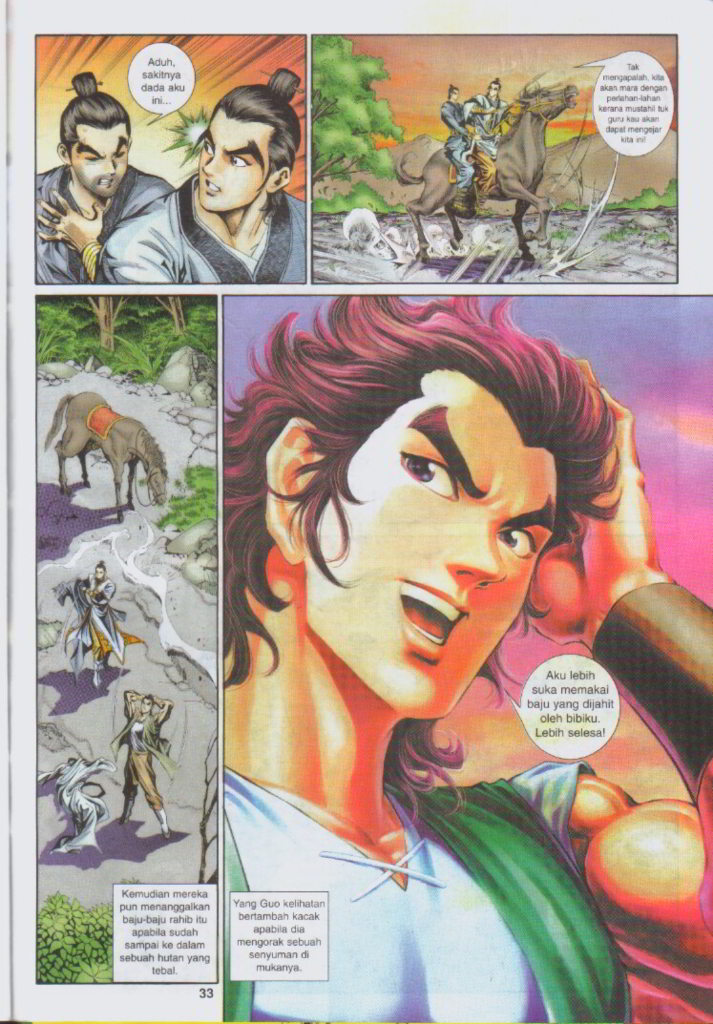 Aduh,
sakitnya
dada aku
ini...
Tak
mengapalah, kita
akan mara dengan
perlahan-lahan
kerana mustahil tuk
guru kau akan
dapat mengejar
kita ini!
Aku lebih
suka memakai
baju yang dijahit
oleh bibiku.
Lebih selesa!
Kemudian mereka
pun menanggalkan
baju-baju rahib itu
apabila sudah
sampai ke dalam
sebuah hutan yang
tebal.
Yang Guo kelihatan
bertambah kacak
apabila dia
mengorak sebuah
senyuman di
mukanya.
33